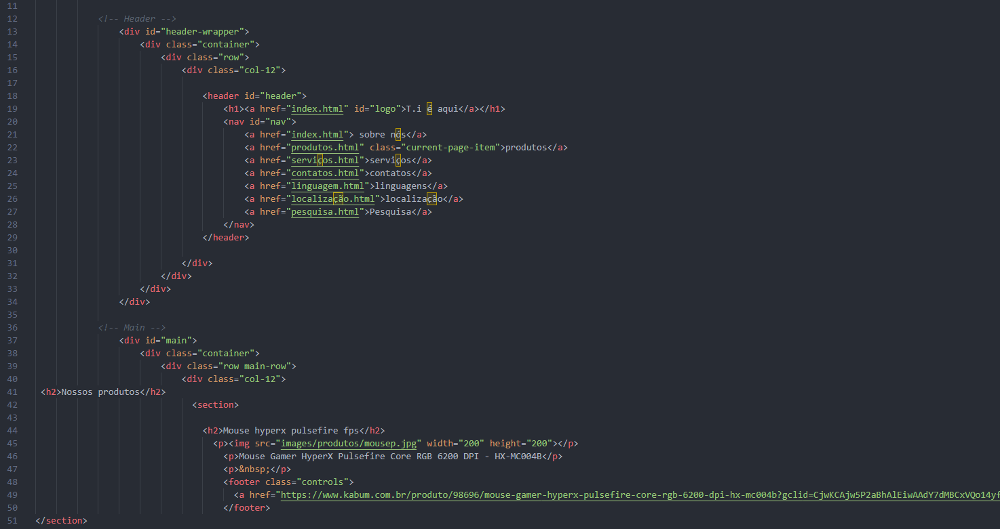 11
12 <!-- Header -->
13 <div id="header-wrapper">
14 <div class="container">
15 <div class="row">
16 <div class="col-12">
17
18 <header id="header">
19 <h1><a href="index.html" id="logo">T.i é aqui</a></h1>
20 <nav id="nav">
21 <a href="index.html"> sobre nós</a>
22 <a href="produtos.html" class="current-page-item">produtos</a>
23 <a href="serviços.html">serviços</a>
24 <a href="contatos.html">contatos</a>
25 <a href="linguagem.html">linguagens</a>
26 <a href="localização.html">localização</a>
27 <a href="pesquisa.html">Pesquisa</a>
28 </nav>
29 </header>
30
31 </div>
32 </div>
33 </div>
34 </div>
35
36 <!-- Main -->
37 <div id="main">
38 <div class="container">
39 <div class="row main-row">
40 <div class="col-12">
41 <h2>Nossos produtos</h2>
42 <section>
43
44 <h2>Mouse hyperx pulsefire fps</h2>
45 <p><img src="images/produtos/mousep.jpg" width="200" height="200"></p>
46 <p>Mouse Gamer HyperX Pulsefire Core RGB 6200 DPI - HX-MC004B</p>
47 <p>&nbsp;</p>
48 <footer class="controls">
49 <a href="https://www.kabum.com.br/produto/98696/mouse-gamer-hyperx-pulsefire-core-rgb-6200-dpi-hx-mc004b?gclid=CjwKCAjw5P2aBhAlEiwAAdY7dMBCxVQo14yf
50 </footer>
51 </section>